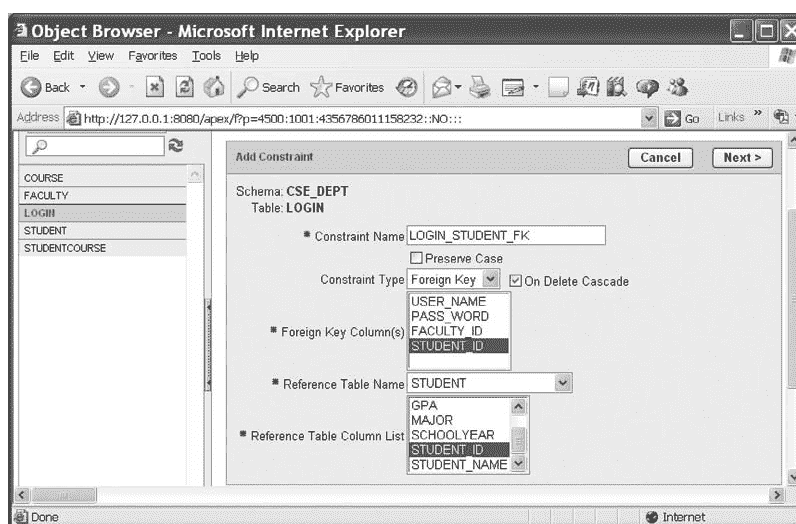 Object Browser - Microsoft Internet Explorer
File Edit View Favorites Tools Help
Back Search Favorites
Address http://127.0.0.1:8080/apex/f?p=4500:1001:4356786011158232::NO::: Go Links »
Add Constraint Cancel Next >
COURSE
FACULTY
LOGIN
STUDENT
STUDENTCOURSE
Schema: CSE_DEPT
Table: LOGIN
* Constraint Name LOGIN_STUDENT_FK
Preserve Case
Constraint Type Foreign Key On Delete Cascade
* Foreign Key Column(s)
USER_NAME
PASS_WORD
FACULTY_ID
STUDENT_ID
* Reference Table Name STUDENT
* Reference Table Column List
GPA
MAJOR
SCHOOLYEAR
STUDENT_ID
STUDENT_NAME
Done Internet